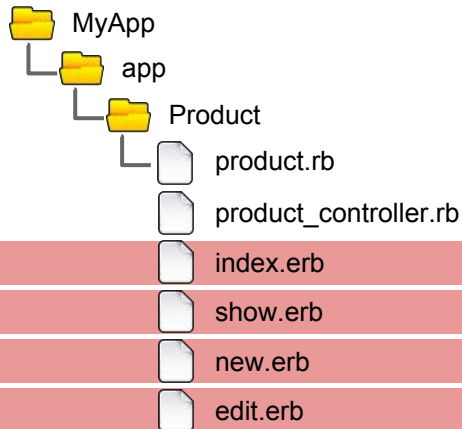 MyApp
app
Product
product.rb
product_controller.rb
index.erb
show.erb
new.erb
edit.erb